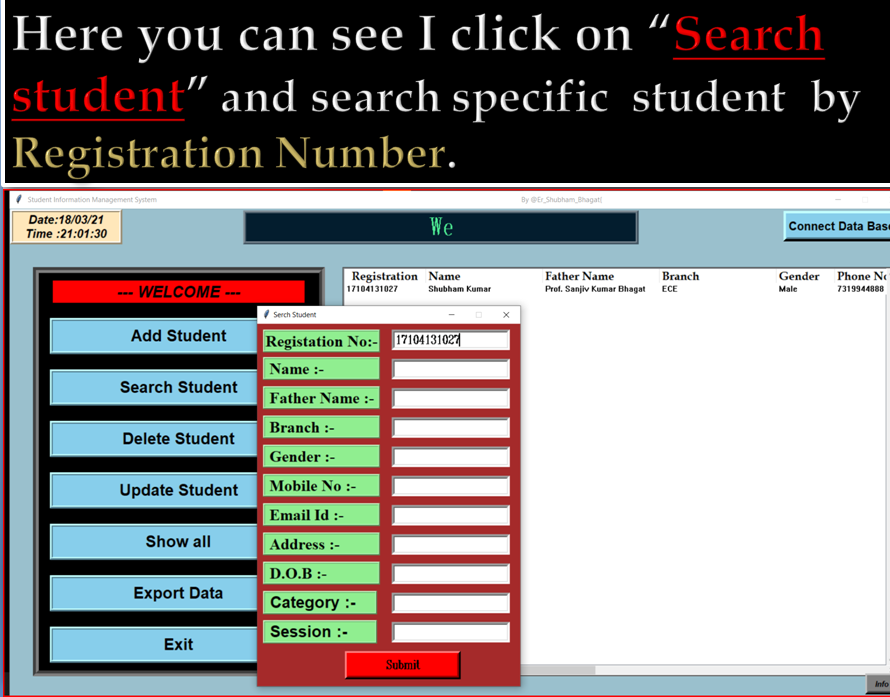 Here you can see I click on “Search
student” and search specific student by
Registration Number.
Student Information Management System
By @Er_Shubham_Bhagat(
Date:18/03/21
Time :21:01:30
We
Connect Data Base
--- WELCOME ---
Add Student
Search Student
Delete Student
Update Student
Show all
Export Data
Exit
Registration Name Father Name Branch Gender Phone No
17104131027 Shubham Kumar Prof. Sanjiv Kumar Bhagat ECE Male 7319944888
Serch Student
Registation No:- 17104131027
Name :-
Father Name :-
Branch :-
Gender :-
Mobile No :-
Email Id :-
Address :-
D.O.B :-
Category :-
Session :-
Submit
Info